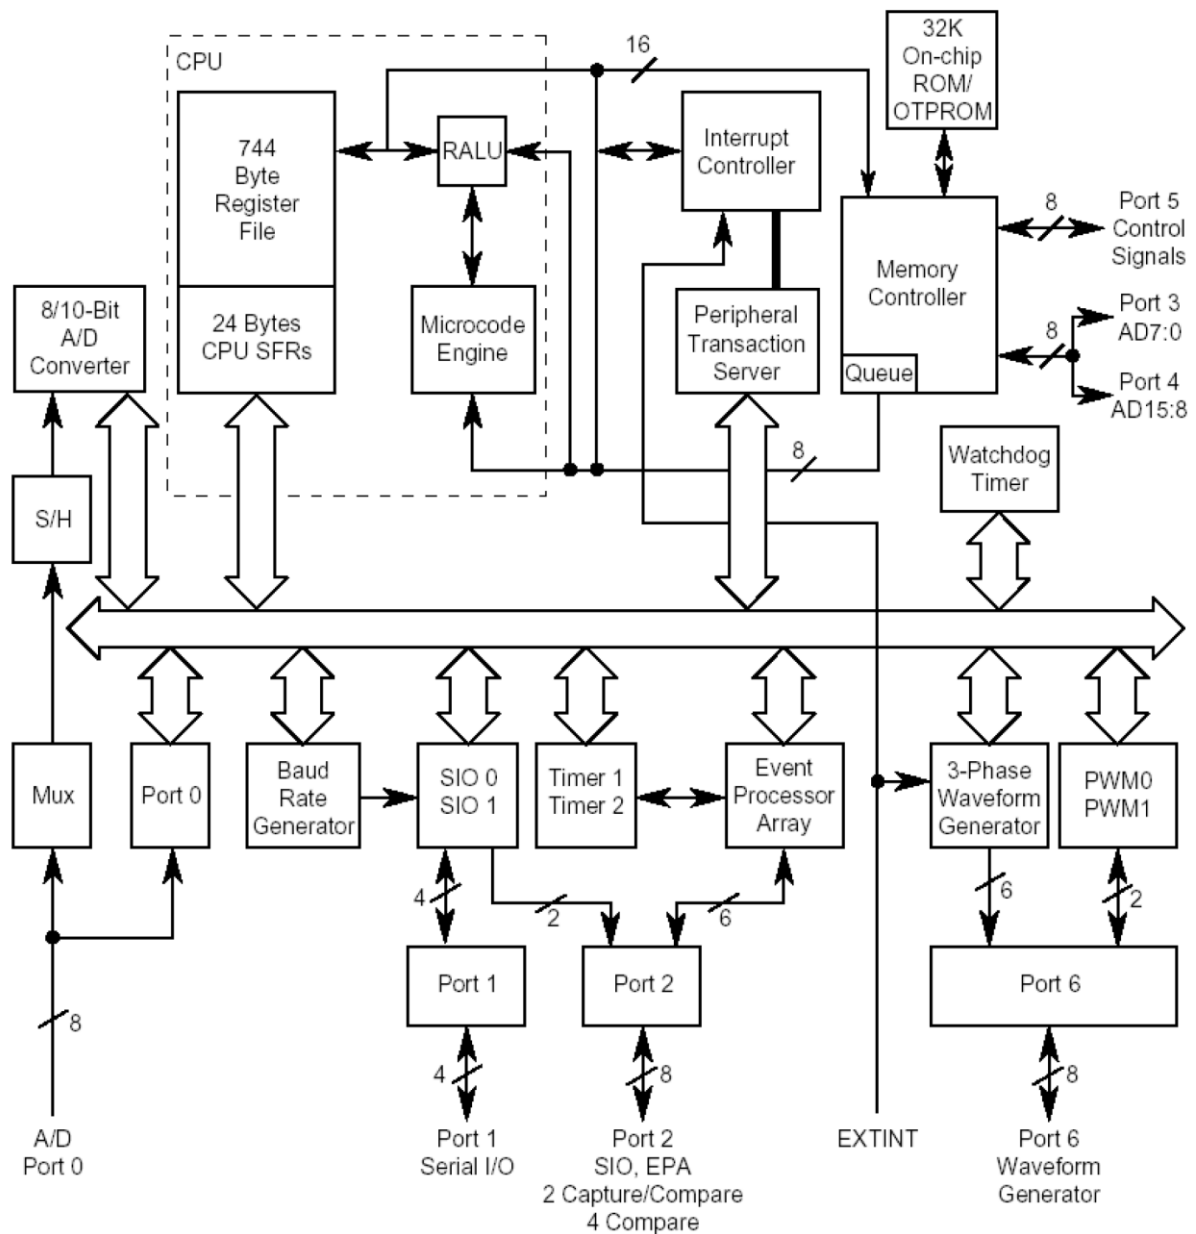 16
32K
On-chip
ROM/
OTPROM
CPU
744
Byte
Register
File
RALU
Interrupt
Controller
8
Port 5
Control
Signals
Memory
Controller
8/10-Bit
A/D
Converter
24 Bytes
CPU SFRs
Microcode
Engine
Peripheral
Transaction
Server
Queue
8
Port 3
AD7:0
Port 4
AD15:8
8
Watchdog
Timer
S/H
Mux
Port 0
Baud
Rate
Generator
SIO 0
SIO 1
Timer 1
Timer 2
Event
Processor
Array
3-Phase
Waveform
Generator
PWM0
PWM1
4
2
6
6
2
Port 1
Port 2
Port 6
8
4
8
8
A/D
Port 0
Port 1
Serial I/O
Port 2
SIO, EPA
2 Capture/Compare
4 Compare
EXTINT
Port 6
Waveform
Generator